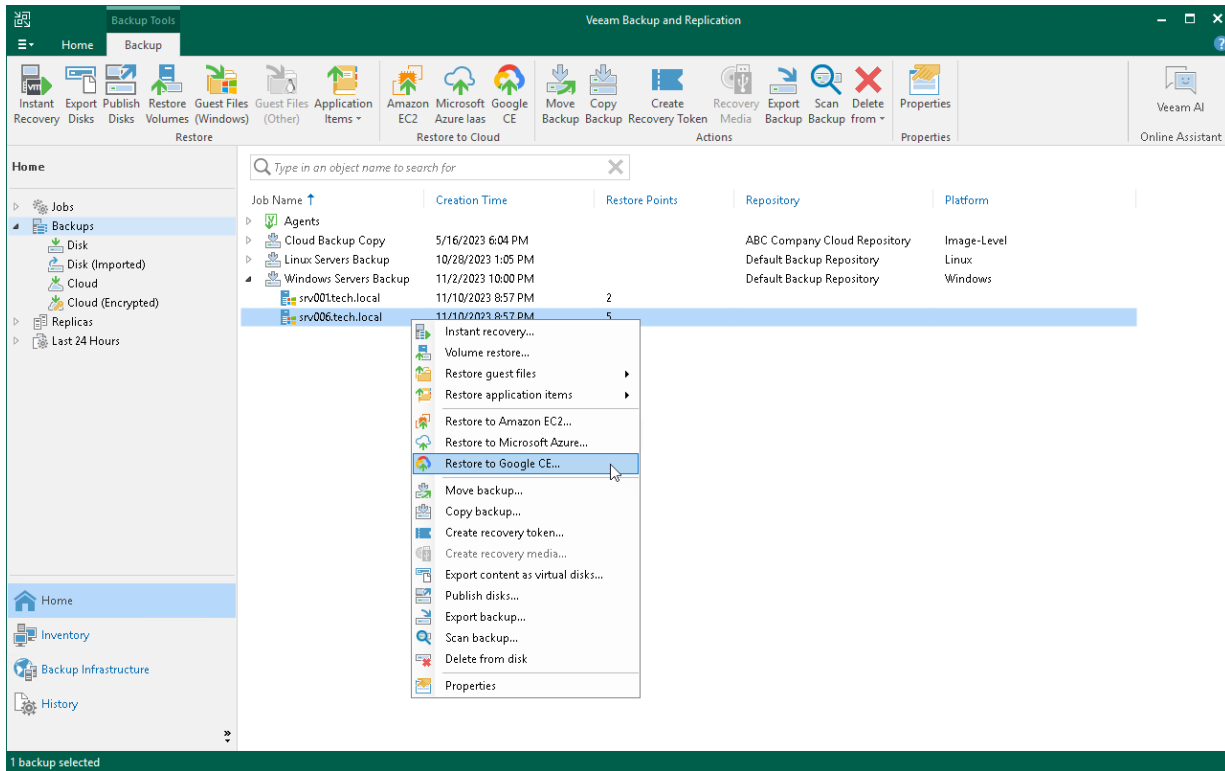 Backup Tools
Veeam Backup and Replication
Home Backup
Instant Recovery
Export Disks
Publish Disks
Restore Volumes
Guest Files (Windows)
Guest Files (Other)
Application Items
Restore
Amazon EC2
Microsoft Azure Iaas
Google CE
Restore to Cloud
Move Backup
Copy Backup
Create Recovery Token
Recovery Media
Export Backup
Scan Backup
Delete from
Actions
Properties
Properties
Veeam AI
Online Assistant
Home
Jobs
Backups
Disk
Disk (Imported)
Cloud
Cloud (Encrypted)
Replicas
Last 24 Hours
Home
Inventory
Backup Infrastructure
History
Type in an object name to search for
Job Name Creation Time Restore Points Repository Platform
Agents
Cloud Backup Copy 5/16/2023 6:04 PM ABC Company Cloud Repository Image-Level
Linux Servers Backup 10/28/2023 1:05 PM Default Backup Repository Linux
Windows Servers Backup 11/2/2023 10:00 PM Default Backup Repository Windows
srv001.tech.local 11/10/2023 8:57 PM 2
srv006.tech.local 11/10/2023 8:57 PM 5
Instant recovery...
Volume restore...
Restore guest files
Restore application items
Restore to Amazon EC2...
Restore to Microsoft Azure...
Restore to Google CE...
Move backup...
Copy backup...
Create recovery token...
Create recovery media...
Export content as virtual disks...
Publish disks...
Export backup...
Scan backup...
Delete from disk
Properties
1 backup selected